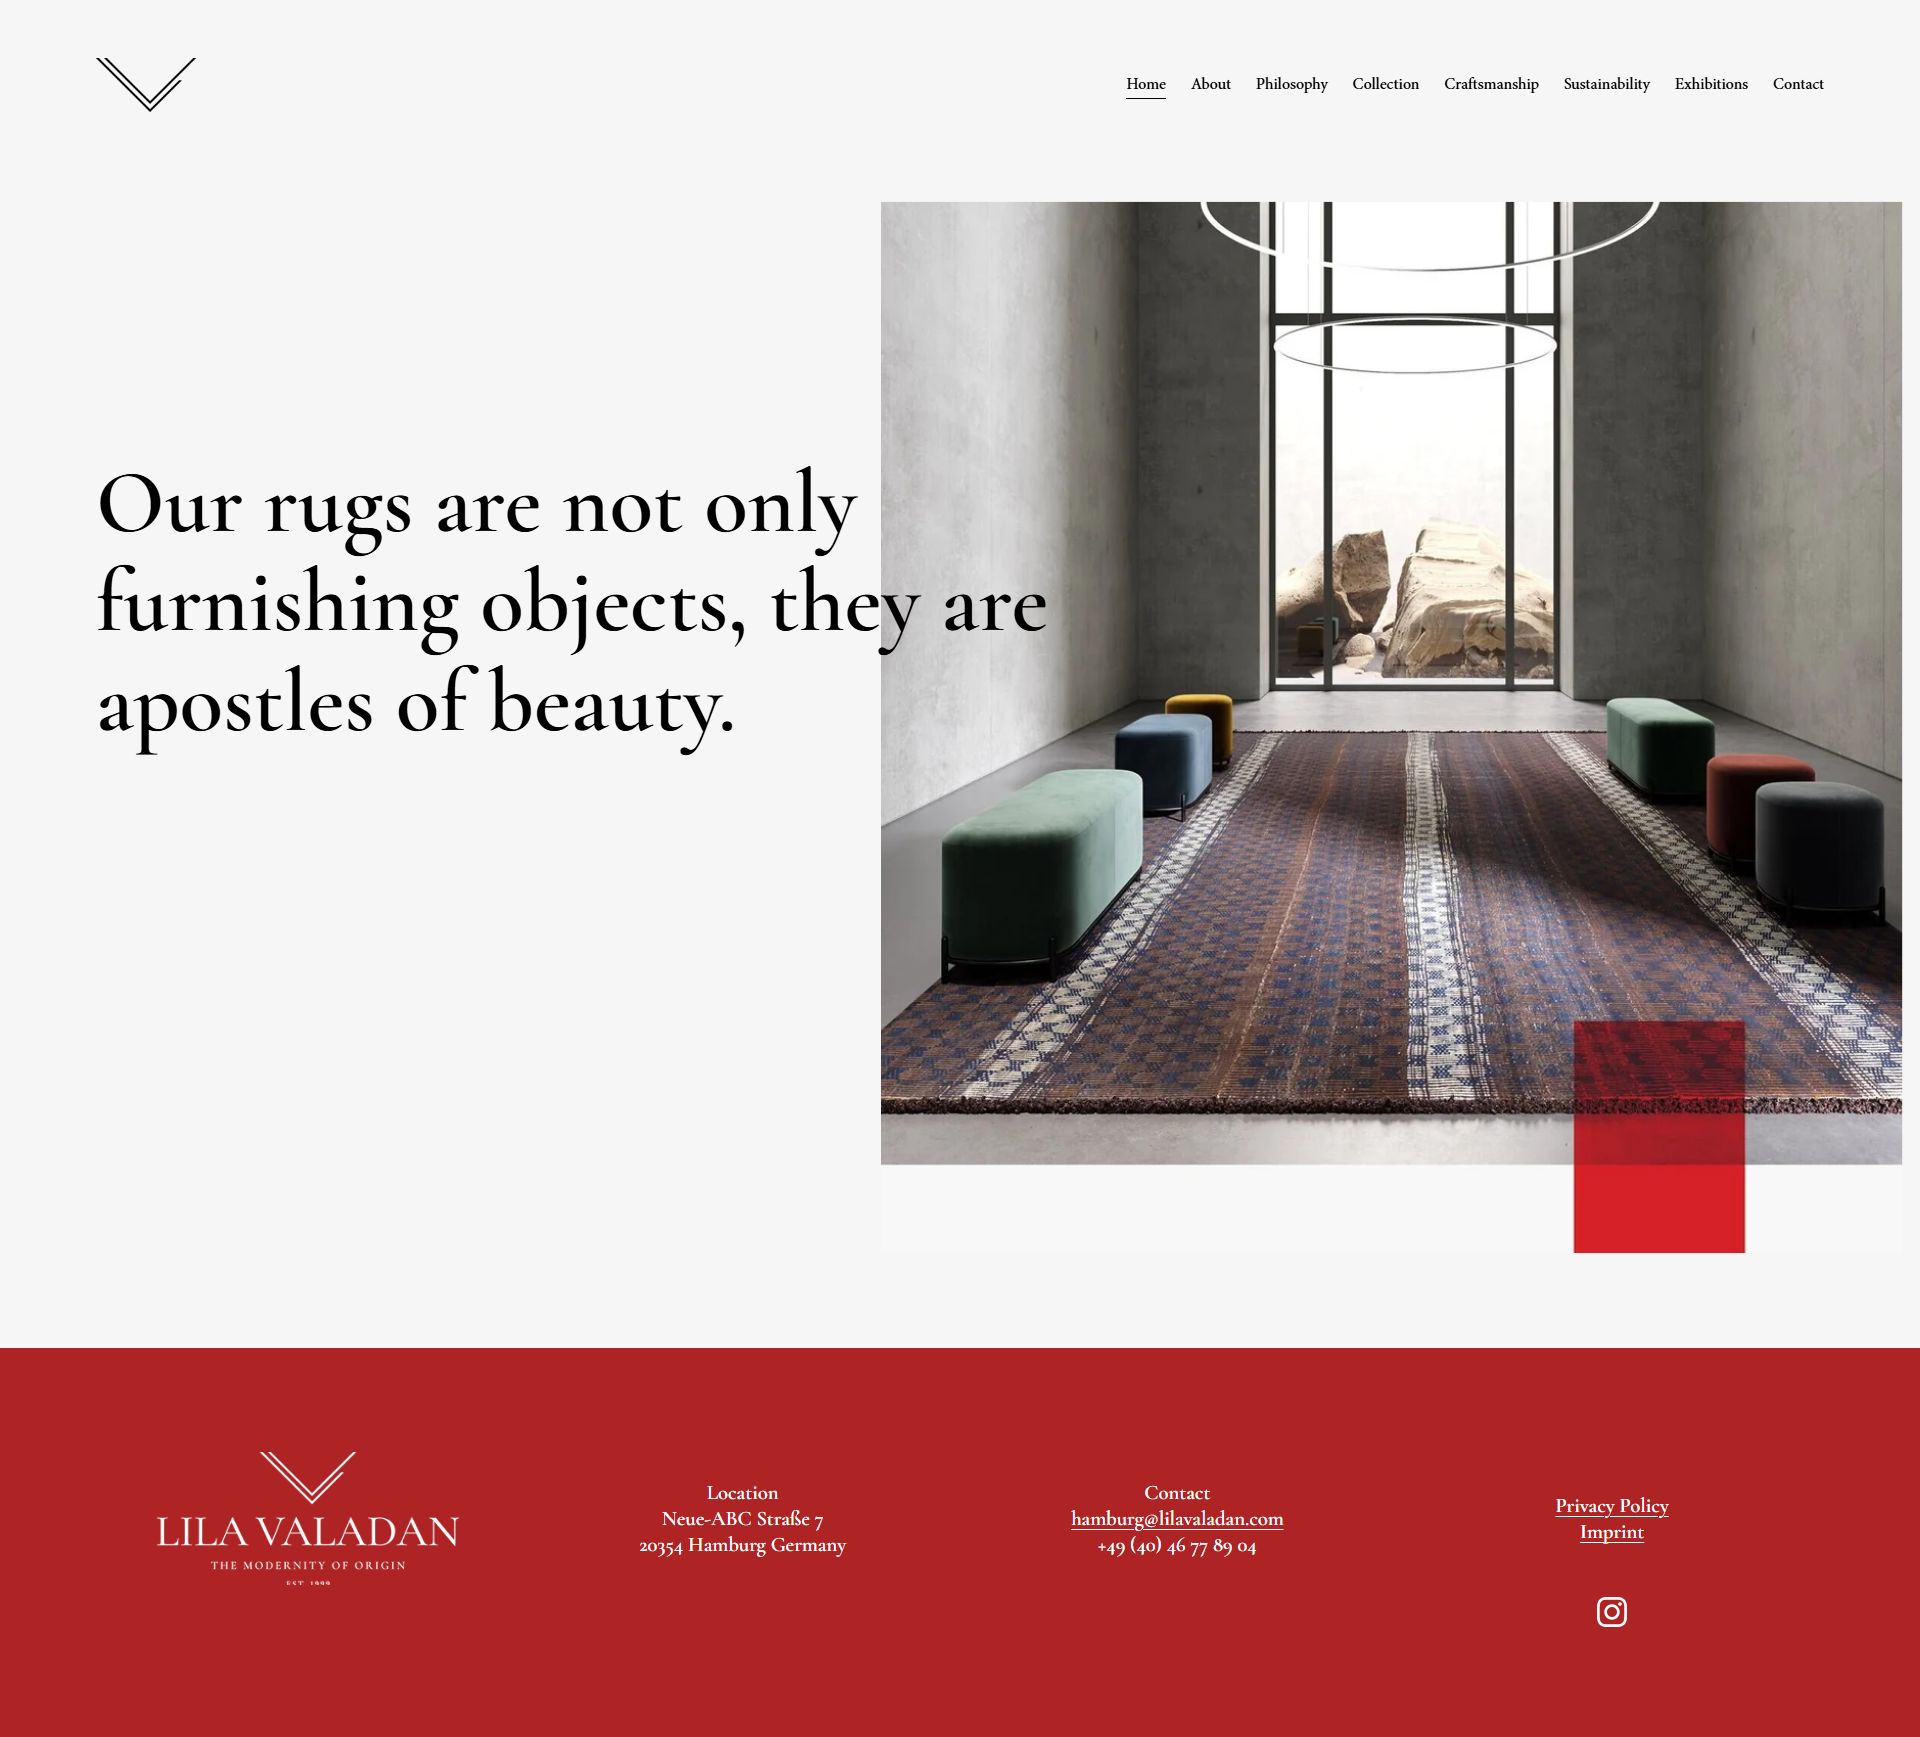 Home About Philosophy Collection Craftsmanship Sustainability Exhibitions Contact
Our rugs are not only
furnishing objects, they are
apostles of beauty.
LILA VALADAN
THE MODERNITY OF ORIGIN
EST. 1999
Location
Neue-ABC Straße 7
20354 Hamburg Germany
Contact
hamburg@lilavaladan.com
+49 (40) 46 77 89 04
Privacy Policy
Imprint